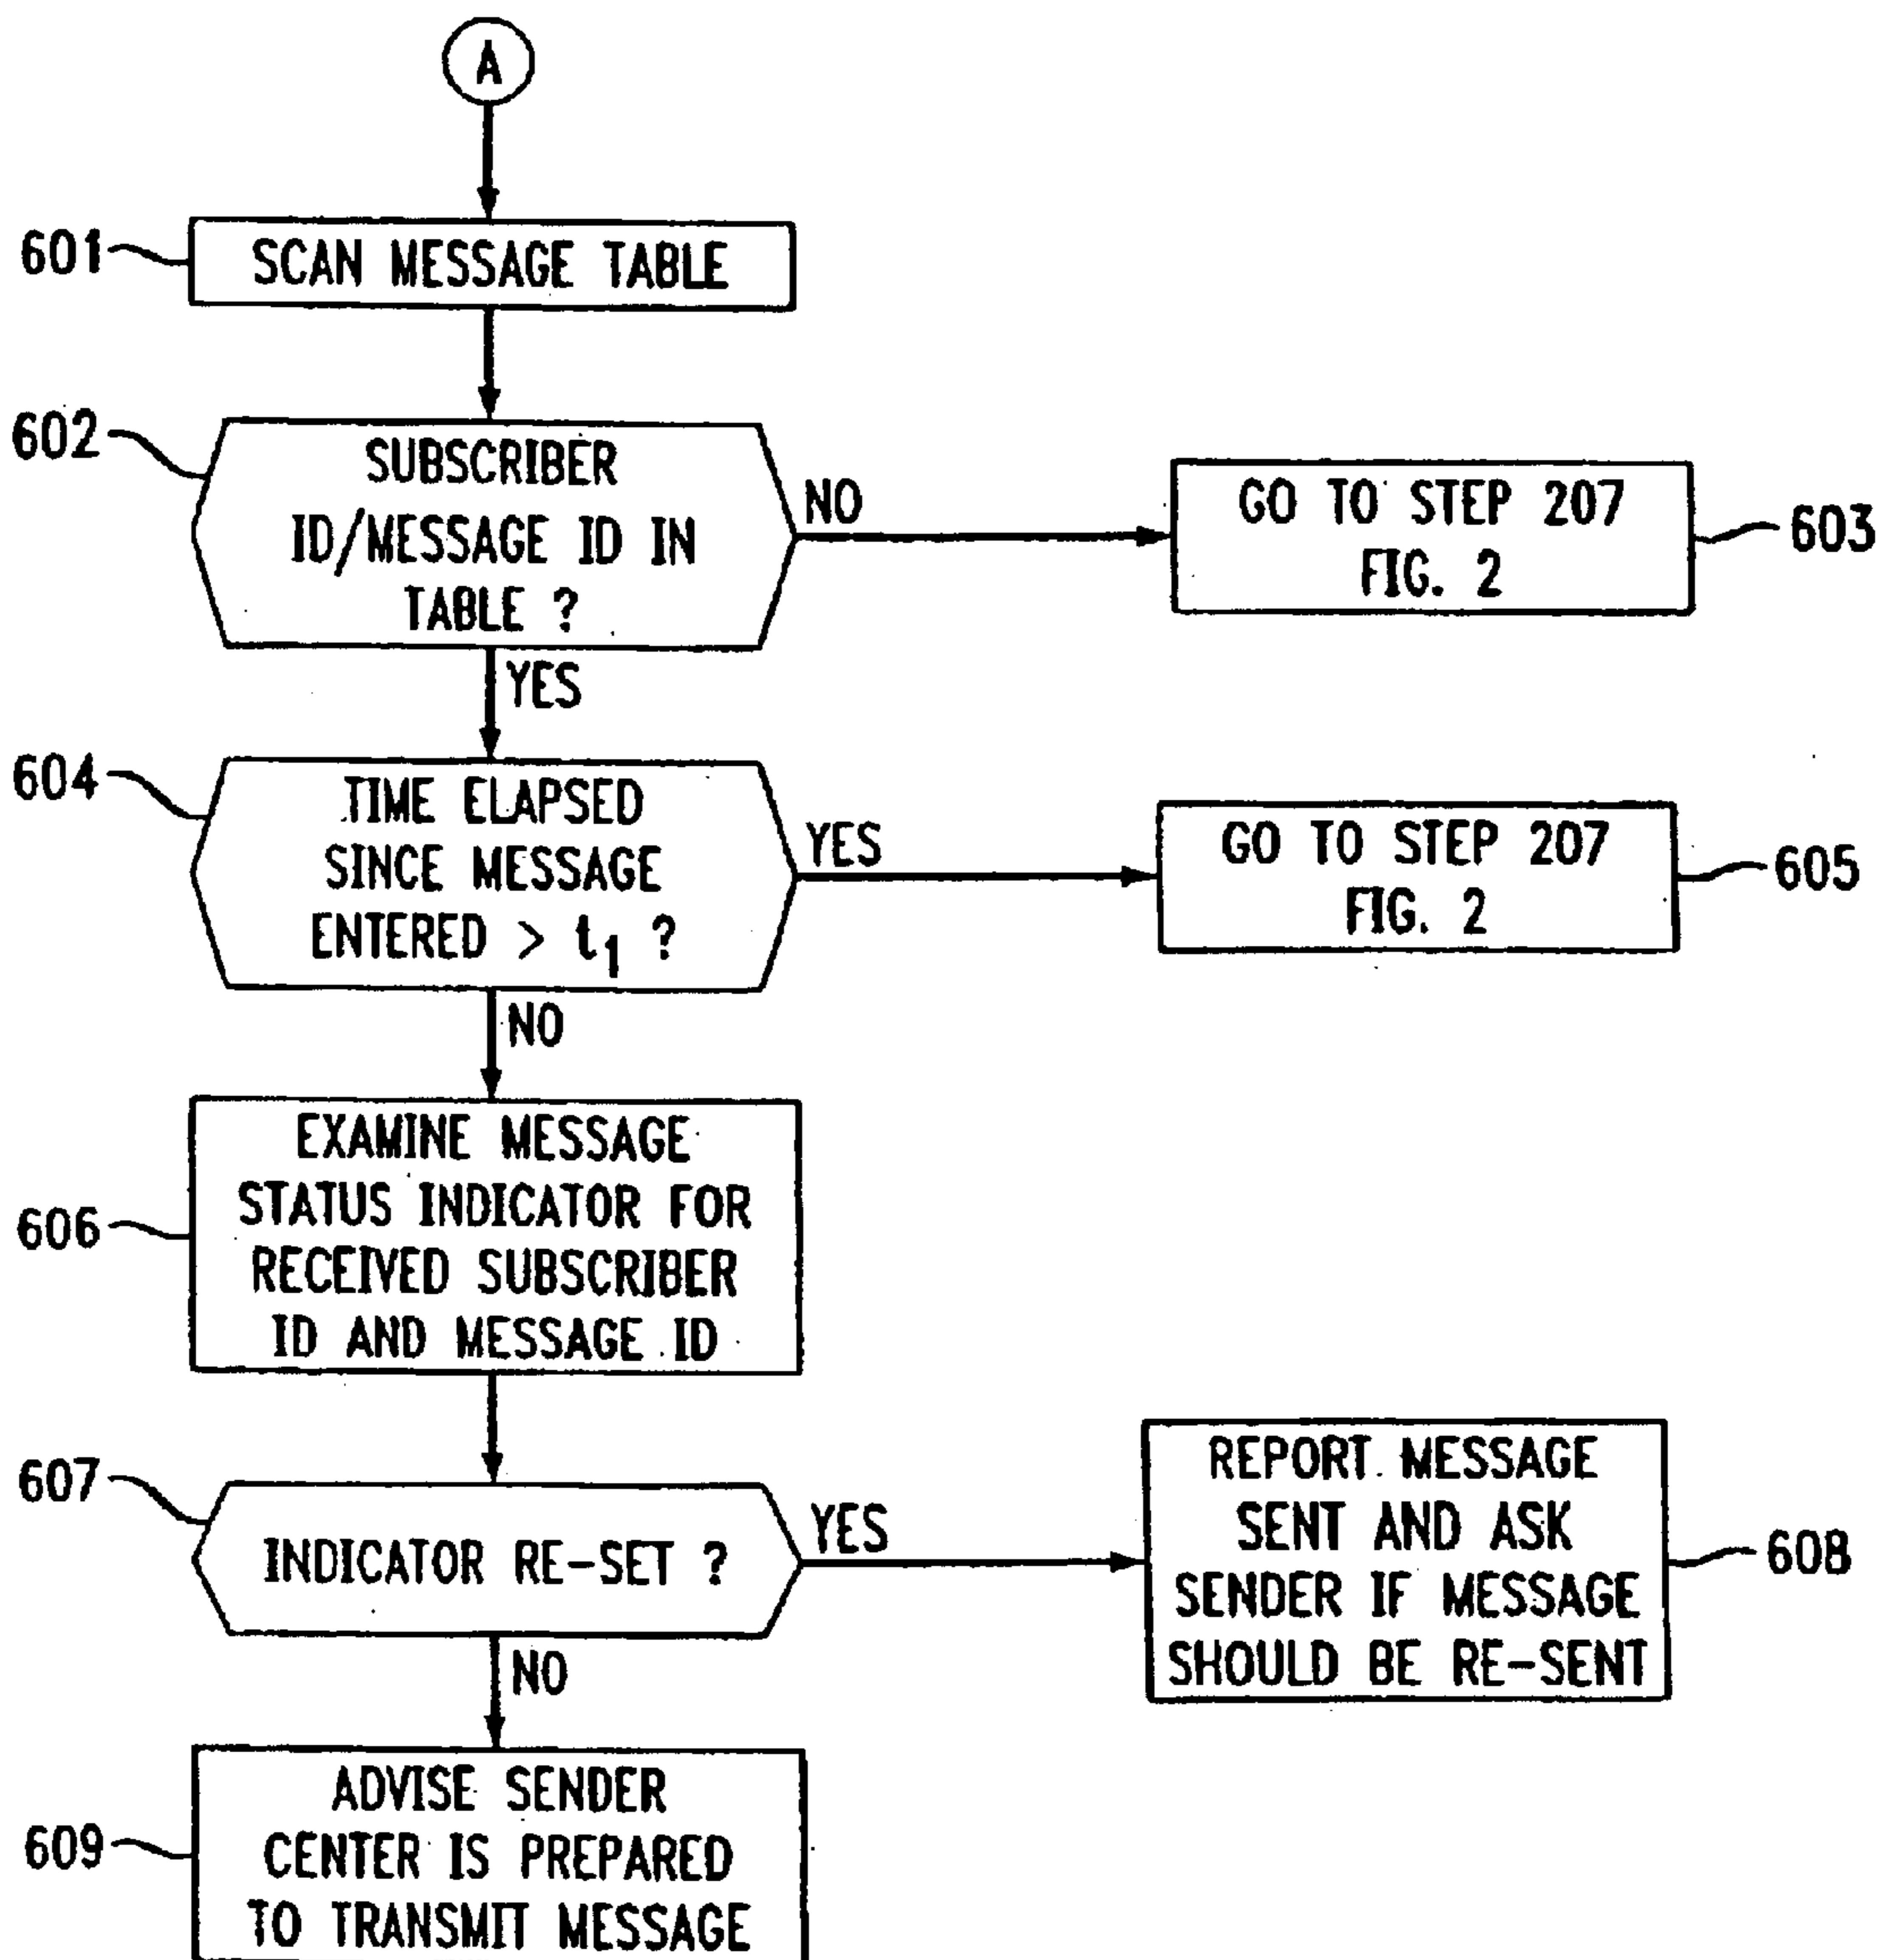 A
601
SCAN MESSAGE TABLE
602
SUBSCRIBER
ID/MESSAGE ID IN
TABLE ?
NO
GO TO STEP 207
FIG. 2
603
YES
604
TIME ELAPSED
SINCE MESSAGE
ENTERED > t₁ ?
YES
GO TO STEP 207
FIG. 2
605
NO
606
EXAMINE MESSAGE
STATUS INDICATOR FOR
RECEIVED SUBSCRIBER
ID AND MESSAGE ID
607
INDICATOR RE-SET ?
YES
REPORT MESSAGE
SENT AND ASK
SENDER IF MESSAGE
SHOULD BE RE-SENT
608
NO
609
ADVISE SENDER
CENTER IS PREPARED
TO TRANSMIT MESSAGE